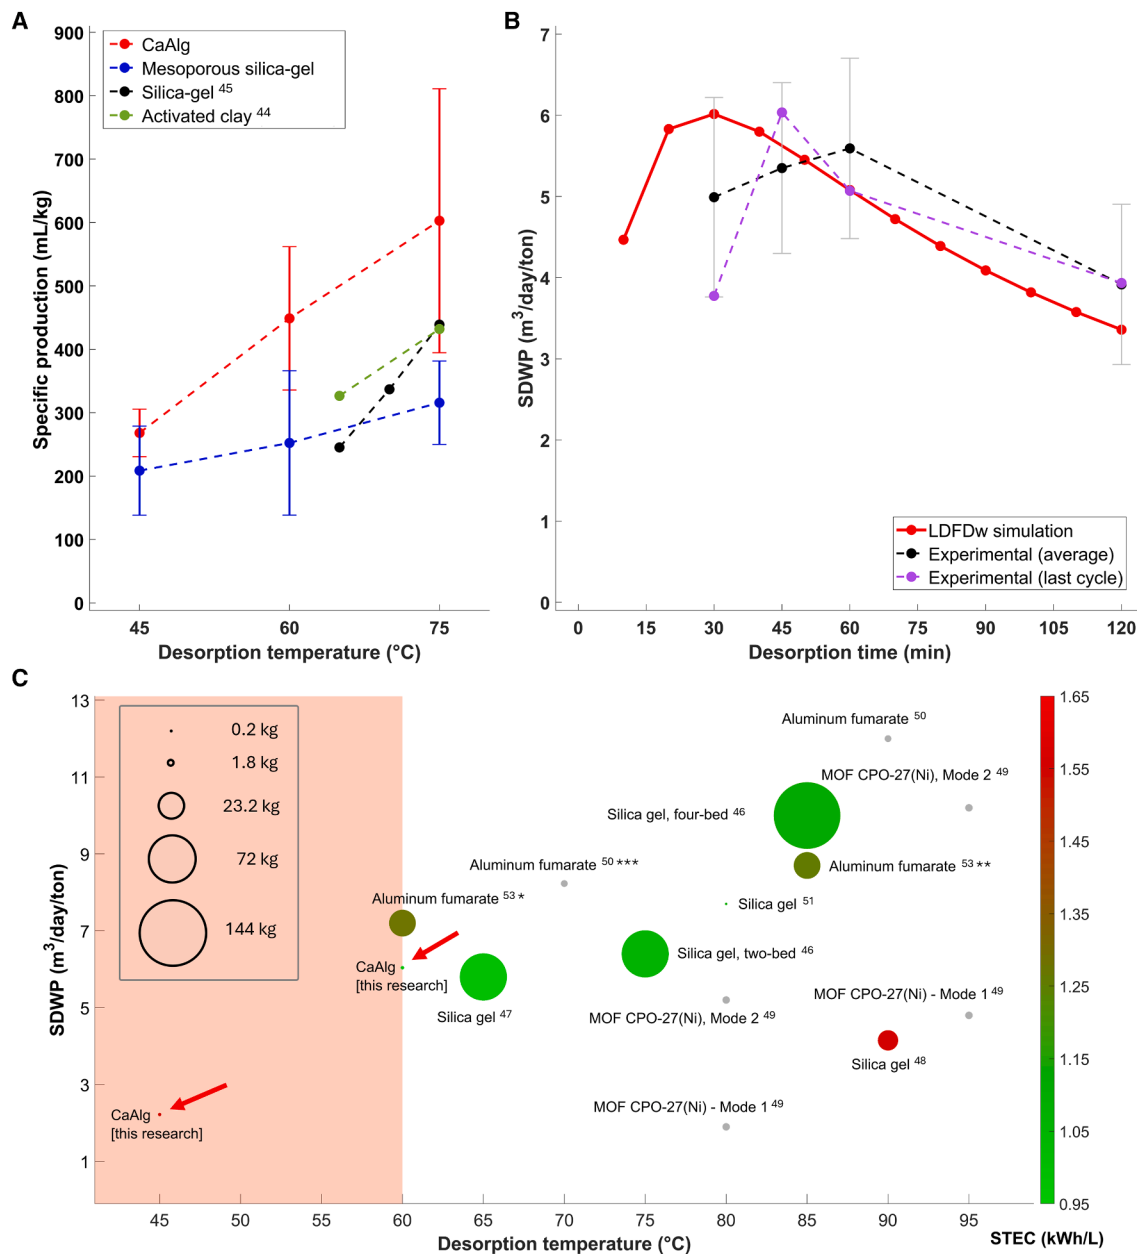 A
900
800
700
600
500
400
300
200
100
0
Specific production (mL/kg)
CaAlg
Mesoporous silica-gel
Silica-gel 45
Activated clay 44
45
60
75
Desorption temperature (°C)
B
7
6
5
4
3
2
1
0
SDWP (m3/day/ton)
LDFDw simulation
Experimental (average)
Experimental (last cycle)
0
15
30
45
60
75
90
105
120
Desorption time (min)
C
13
11
9
7
5
3
1
SDWP (m3/day/ton)
0.2 kg
1.8 kg
23.2 kg
72 kg
144 kg
Aluminum fumarate 50
MOF CPO-27(Ni), Mode 2 49
Silica gel, four-bed 46
Aluminum fumarate 50***
Aluminum fumarate 53**
Aluminum fumarate 53*
Silica gel 51
Silica gel, two-bed 46
CaAlg
[this research]
Silica gel 47
MOF CPO-27(Ni) - Mode 1 49
MOF CPO-27(Ni), Mode 2 49
Silica gel 48
CaAlg
[this research]
MOF CPO-27(Ni) - Mode 1 49
45
50
55
60
65
70
75
80
85
90
95
Desorption temperature (°C)
1.65
1.55
1.45
1.35
1.25
1.15
1.05
0.95
STEC (kWh/L)